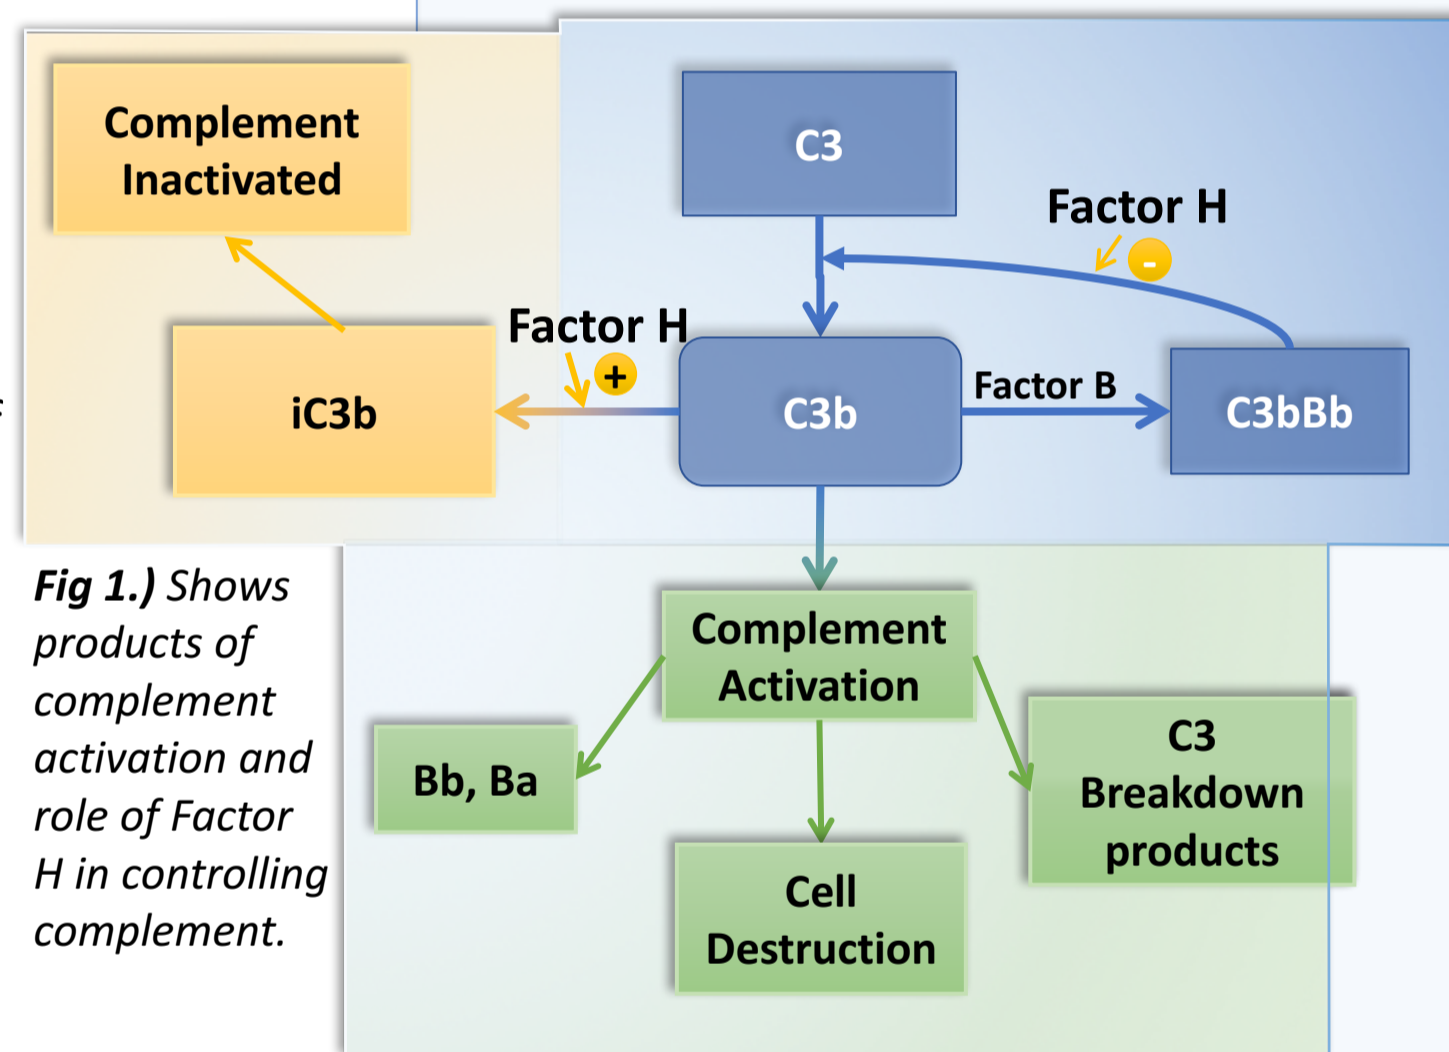 Complement
Inactivated
C3
Factor H
-
Factor H
+
iC3b
C3b
Factor B
C3bBb
Fig 1.) Shows
products of
complement
activation and
role of Factor
H in controlling
complement.
Complement
Activation
Bb, Ba
C3
Breakdown
products
Cell
Destruction